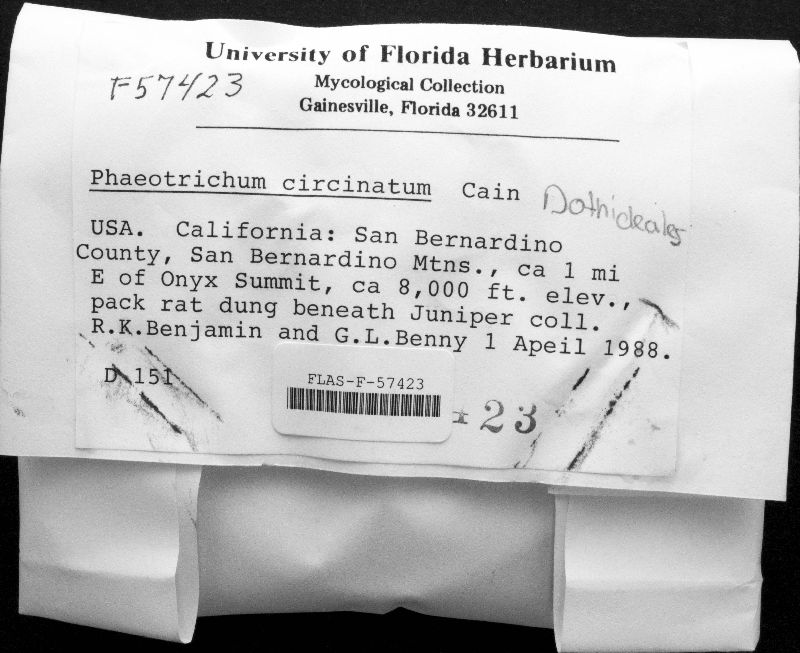 University of Florida Herbarium
F57423
Mycological Collection
Gainesville, Florida 32611
Phaeotrichum circinatum Cain Dothideales
USA. California: San Bernardino
County, San Bernardino Mtns., ca 1 mi
E of Onyx Summit, ca 8,000 ft. elev.,
pack rat dung beneath Juniper coll.
R.K.Benjamin and G.L.Benny 1 Apeil 1988.
D 151
FLAS-F-57423
23